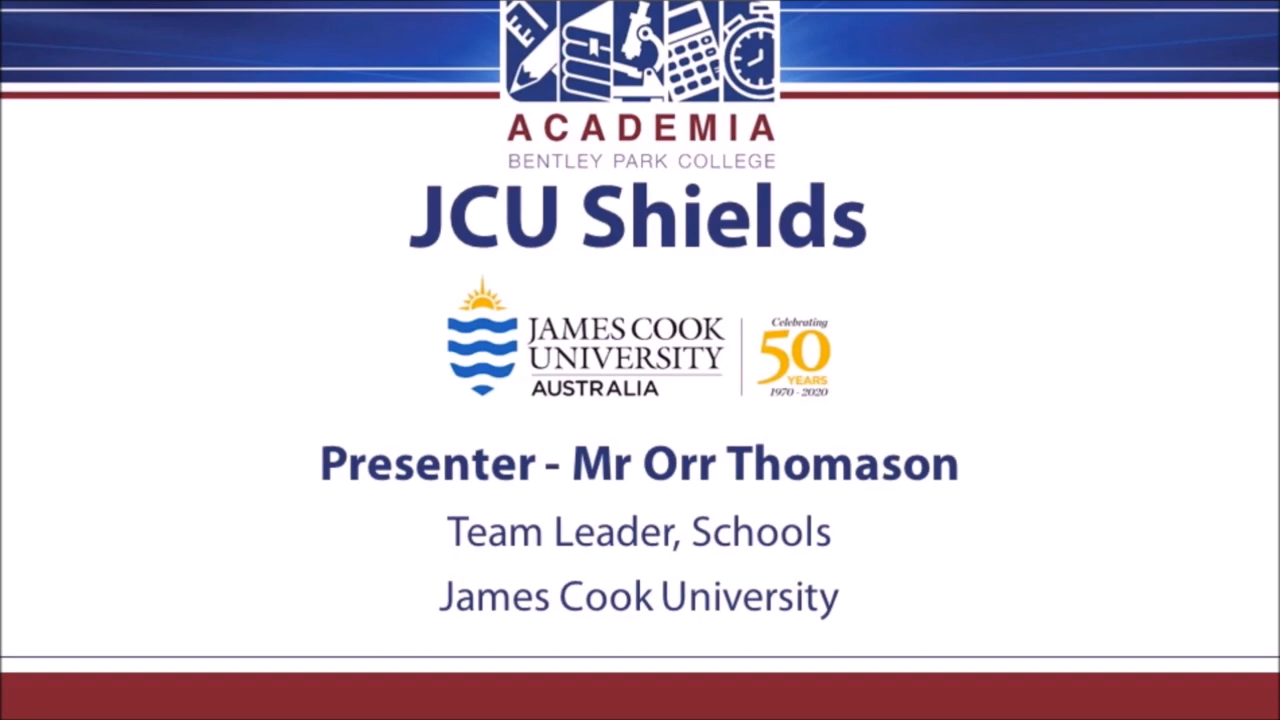 ACADEMIA
BENTLEY PARK COLLEGE
JCU Shields
JAMES COOK
UNIVERSITY
AUSTRALIA
Celebrating
50
YEARS
1970 - 2020
Presenter - Mr Orr Thomason
Team Leader, Schools
James Cook University